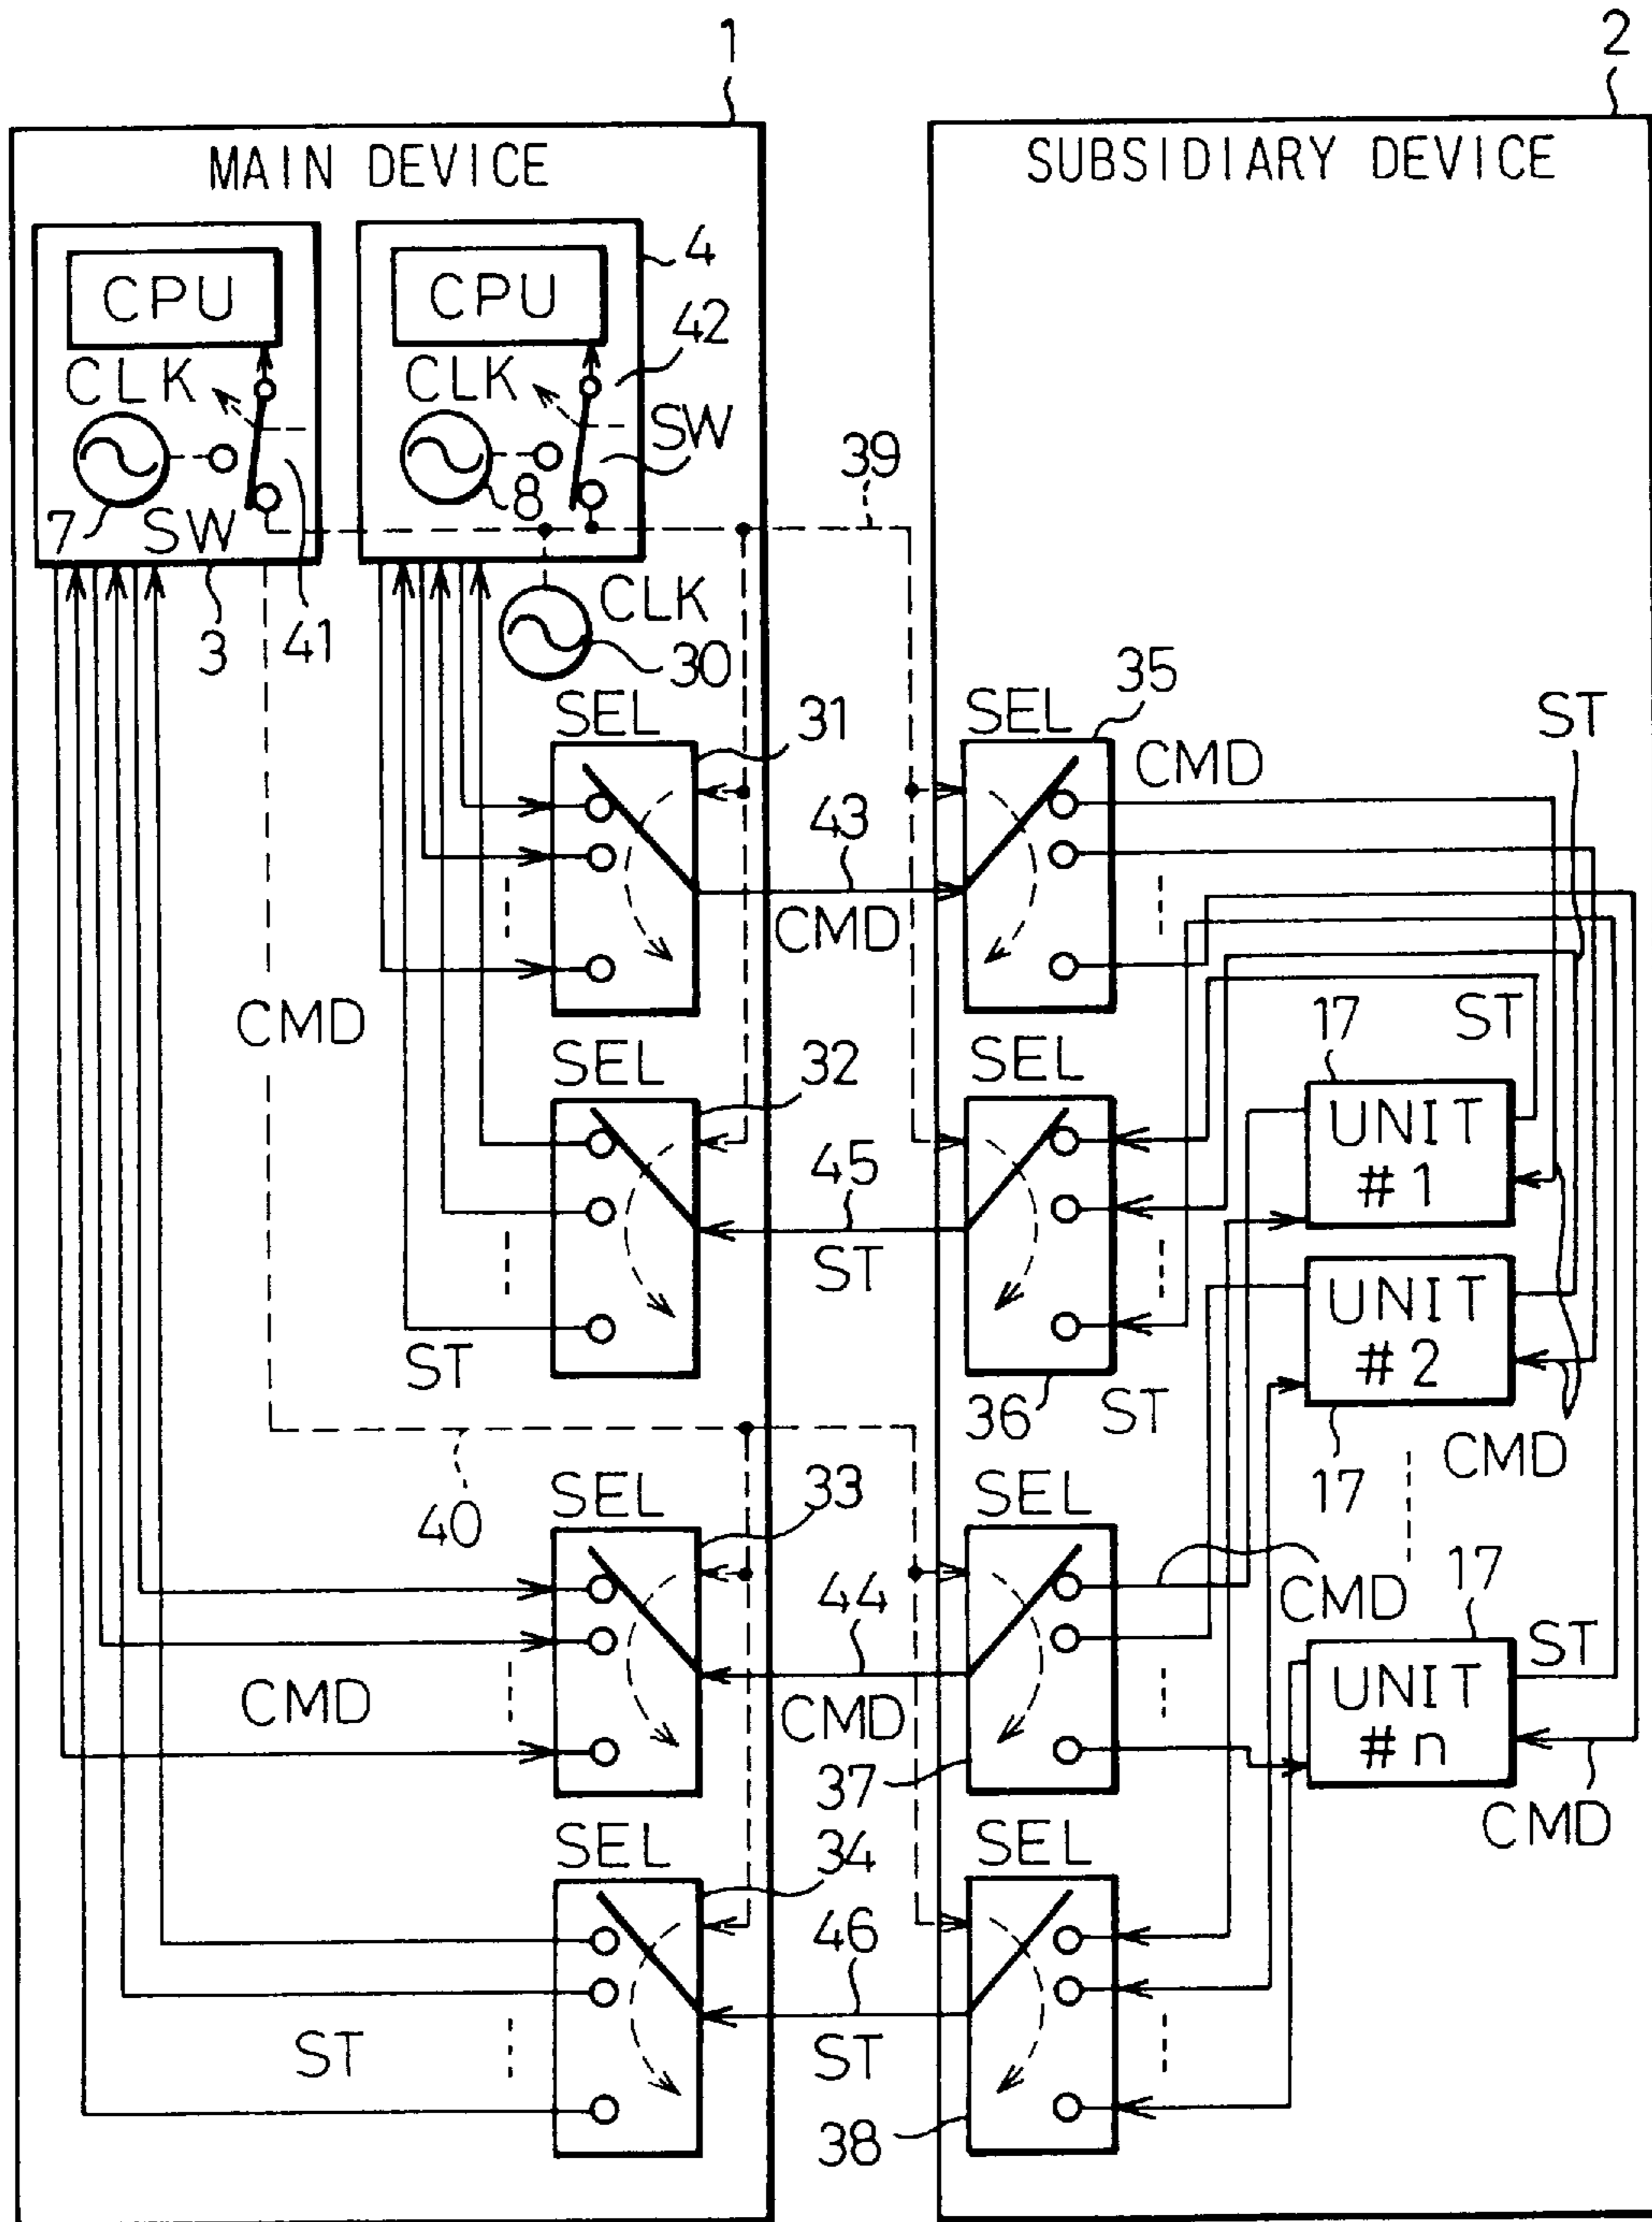 1
2
MAIN DEVICE
SUBSIDIARY DEVICE
CPU
CPU
4
42
CLK
CLK
SW
39
7
SW
8
3
41
CLK
30
SEL
31
SEL
35
ST
CMD
43
CMD
CMD
SEL
32
SEL
17
ST
UNIT
#1
45
ST
UNIT
#2
ST
36
ST
17
CMD
40
SEL
33
SEL
CMD
17
44
ST
UNIT
#n
CMD
CMD
37
CMD
SEL
34
SEL
46
ST
ST
38